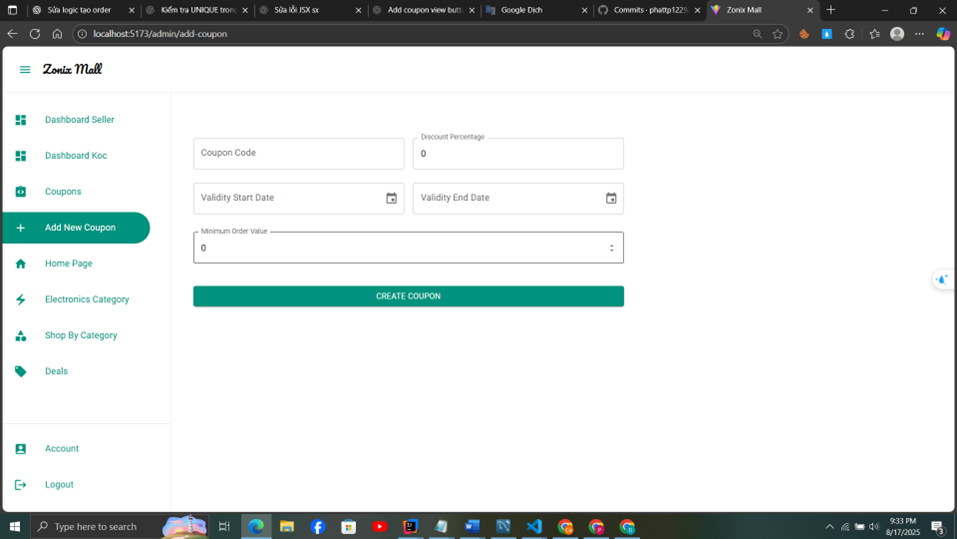 Sửa logic tạo order
Kiểm tra UNIQUE trong
Sửa lỗi JSX sx
Add coupon view butt
Google Dịch
Commits · phattp1229
Zonix Mall
localhost:5173/admin/add-coupon
Zonix Mall
Dashboard Seller
Dashboard Koc
Coupons
Add New Coupon
Home Page
Electronics Category
Shop By Category
Deals
Account
Logout
Coupon Code
Discount Percentage
0
Validity Start Date
Validity End Date
Minimum Order Value
0
CREATE COUPON
Type here to search
9:33 PM
8/17/2025
3